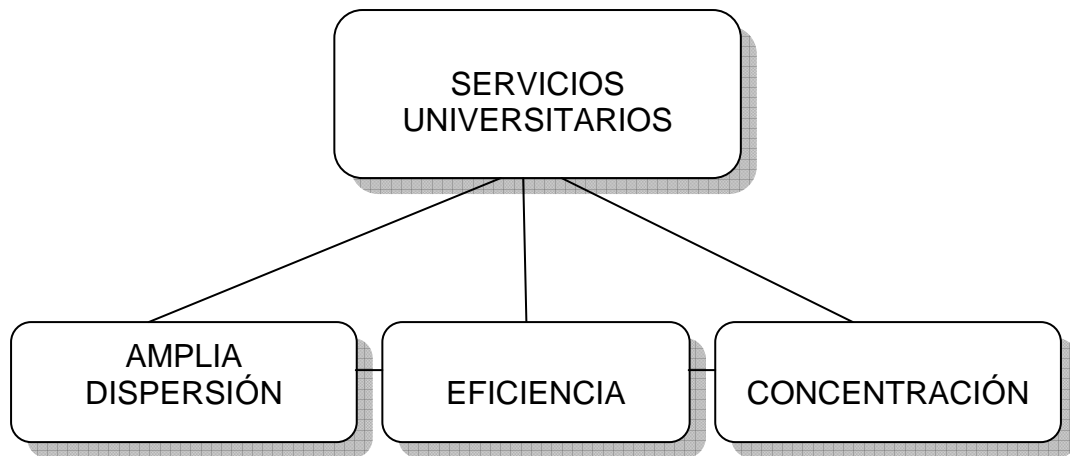 SERVICIOS
UNIVERSITARIOS
AMPLIA
DISPERSIÓN
EFICIENCIA
CONCENTRACIÓN